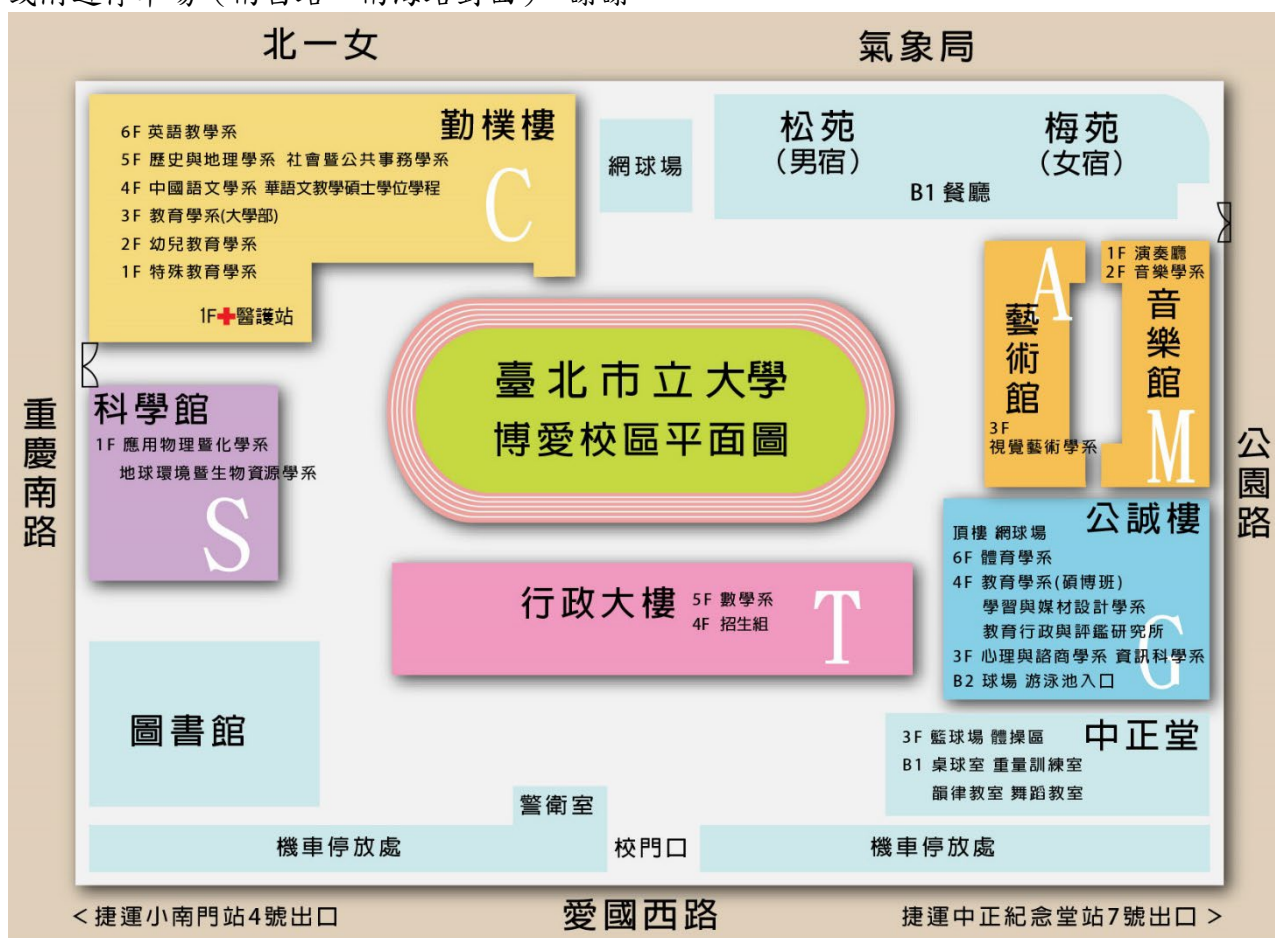 北一女
氣象局
勤樸樓
6F 英語教學系
5F 歷史與地理學系 社會暨公共事務學系
4F 中國語文學系 華語文教學碩士學位學程
3F 教育學系(大學部)
2F 幼兒教育學系
1F 特殊教育學系
1F 醫護站
C
網球場
松苑
(男宿)
梅苑
(女宿)
B1 餐廳
A
藝術館
3F
視覺藝術學系
1F 演奏廳
2F 音樂學系
音樂館
M
臺北市立大學
博愛校區平面圖
重慶南路
科學館
1F 應用物理暨化學系
地球環境暨生物資源學系
S
公園路
公誠樓
頂樓 網球場
6F 體育學系
4F 教育學系(碩博班)
學習與媒材設計學系
教育行政與評鑑研究所
3F 心理與諮商學系 資訊科學系
B2 球場 游泳池入口
G
行政大樓
5F 數學系
4F 招生組
T
圖書館
中正堂
3F 籃球場 體操區
B1 桌球室 重量訓練室
韻律教室 舞蹈教室
警衛室
機車停放處
校門口
機車停放處
<捷運小南門站4號出口
愛國西路
捷運中正紀念堂站7號出口>